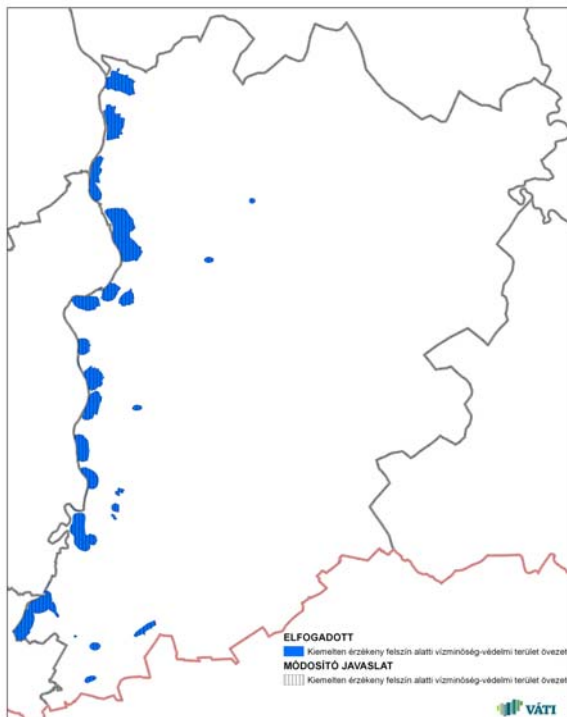 ELFOGADOTT
Kiemelten érzékeny felszín alatti vízminőség-védelmi terület övezet
MÓDOSÍTÓ JAVASLAT
Kiemelten érzékeny felszín alatti vízminőség-védelmi terület övezet
VÁTI